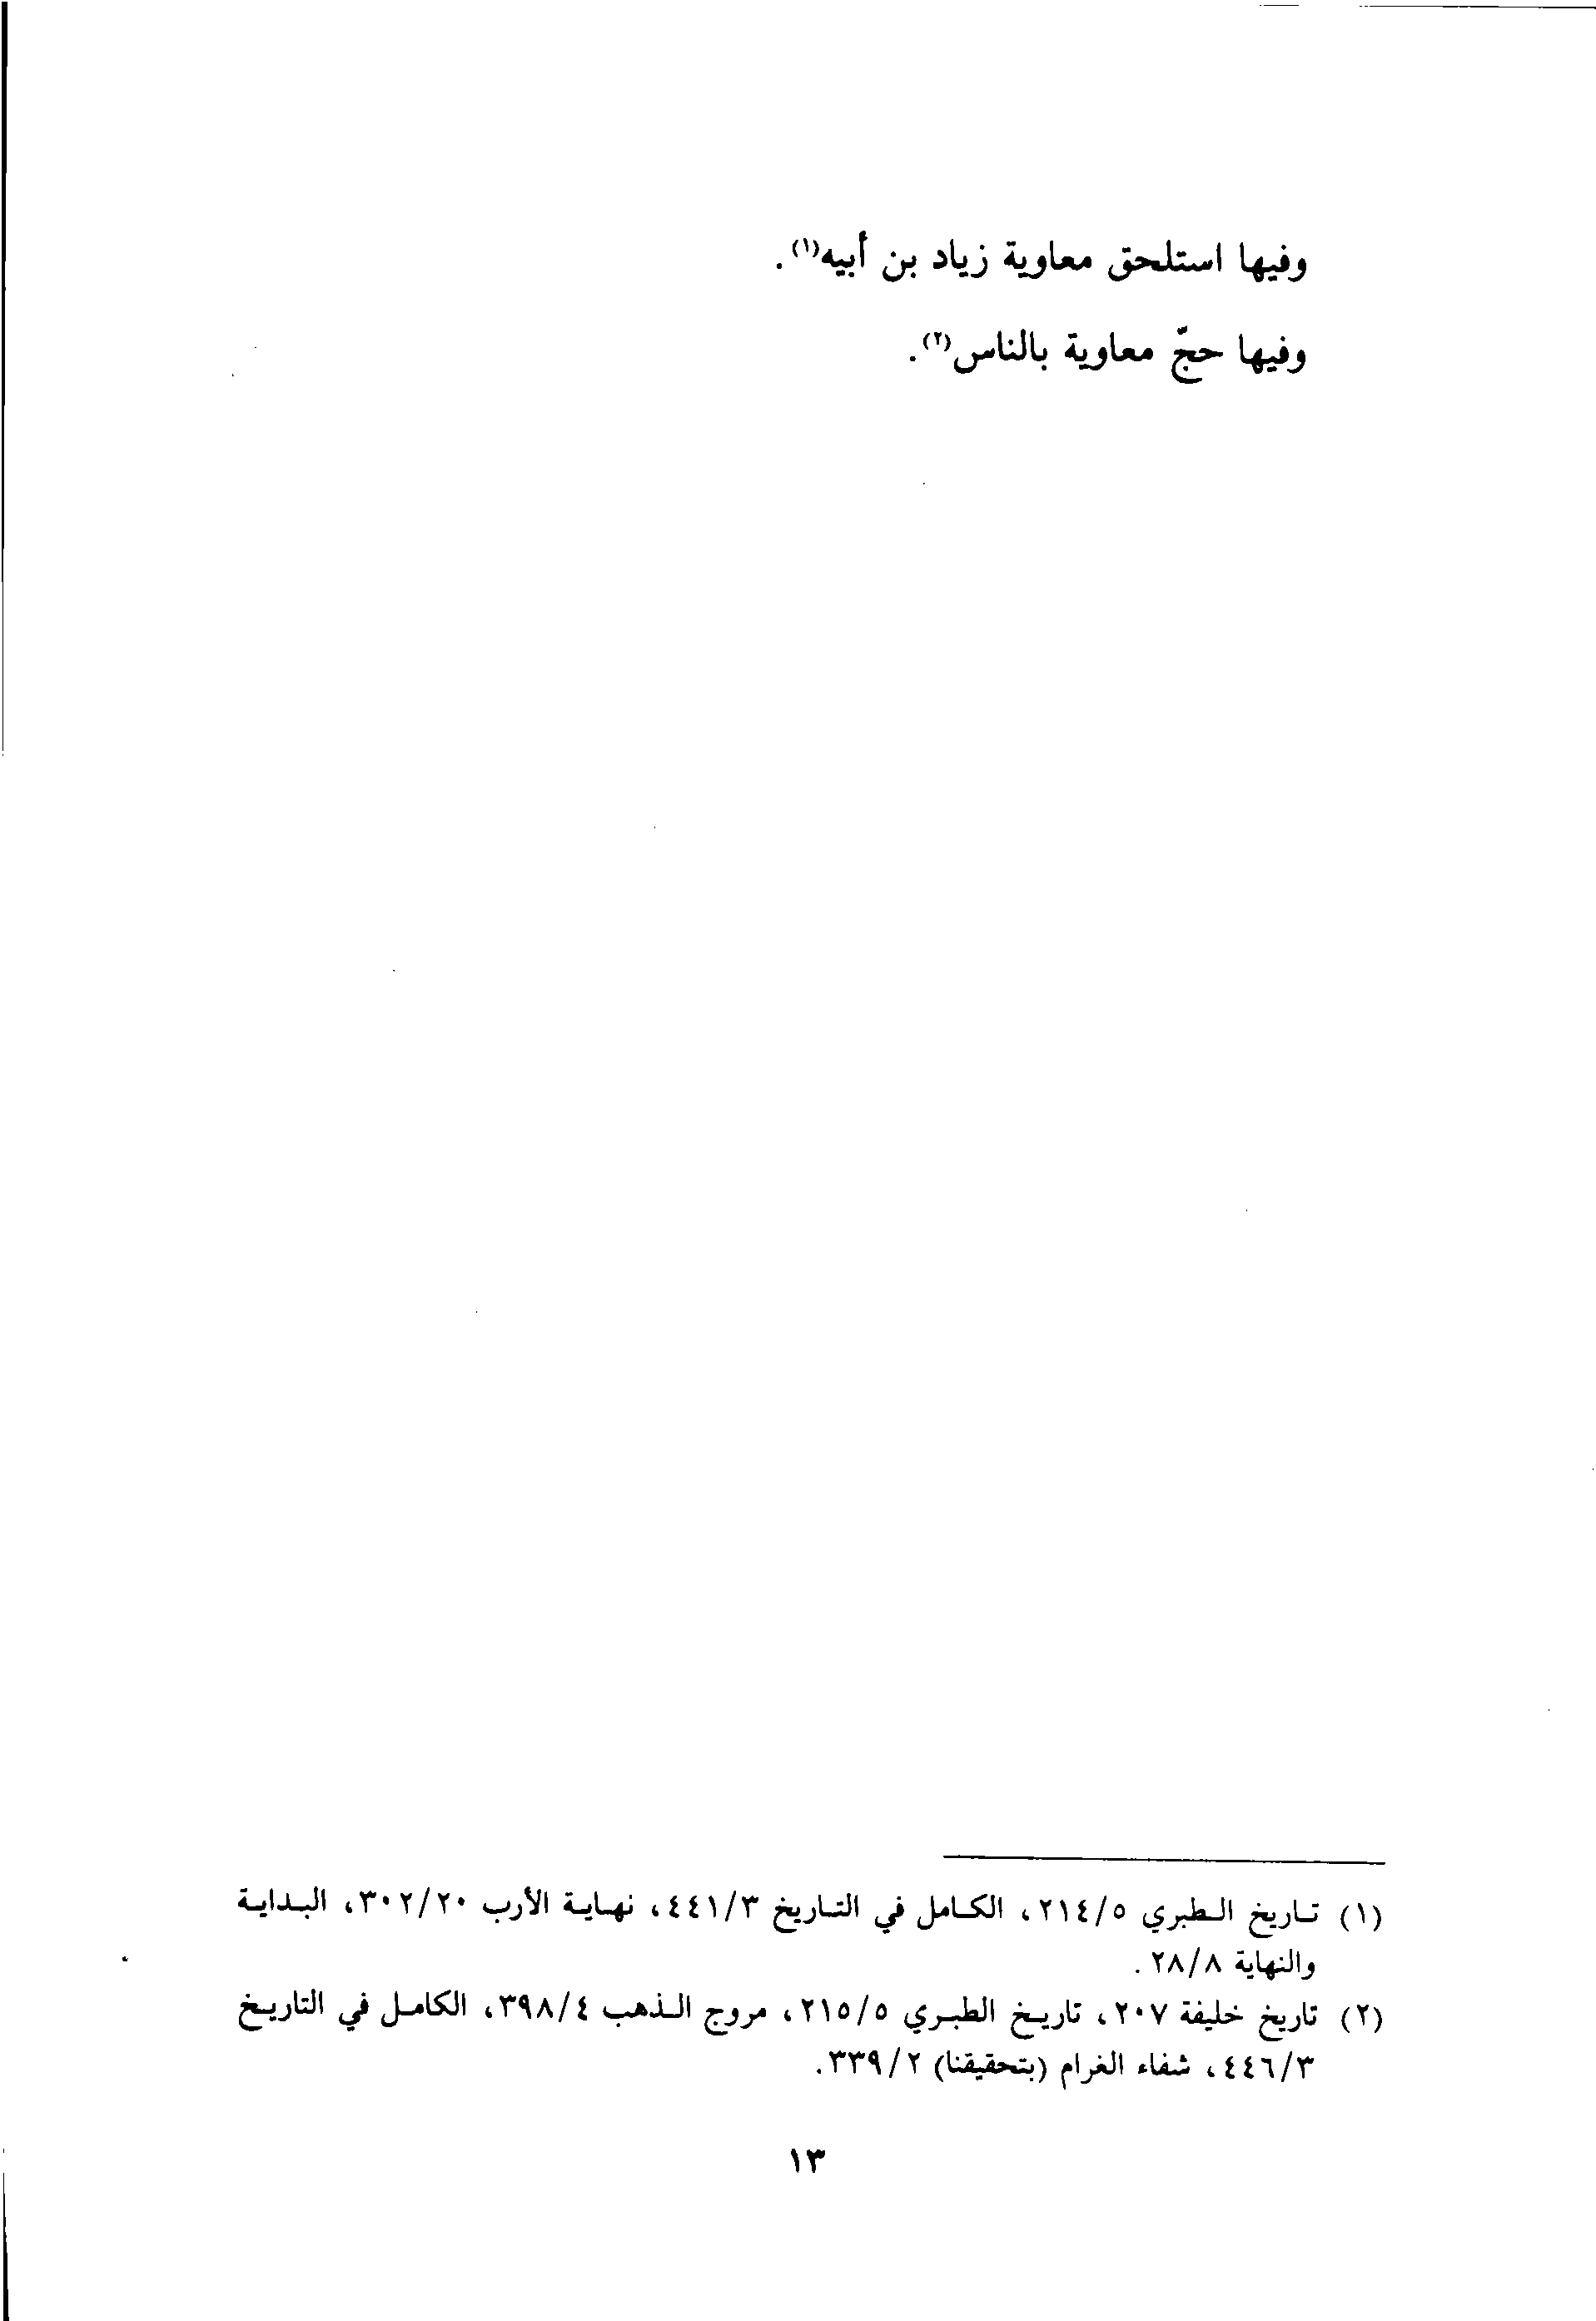 وفيها استلحق معاوية زياد بن أبيه(١).
وفيها حجّ معاوية بالناس(٢).
(١) تاريخ الطبري ٥/ ٢١٤، الكامل في التاريخ ٣/ ٤٤١، نهاية الأرب ٢٠/ ٣٠٢، البداية
والنهاية ٨/ ٢٨.
(٢) تاريخ خليفة ٢٠٧، تاريخ الطبري ٥/ ٢١٥، مروج الذهب ٤/ ٣٩٨، الكامل في التاريخ
٣/ ٤٤٦، شفاء الغرام (بتحقيقنا) ٢/ ٣٣٩.
١٣